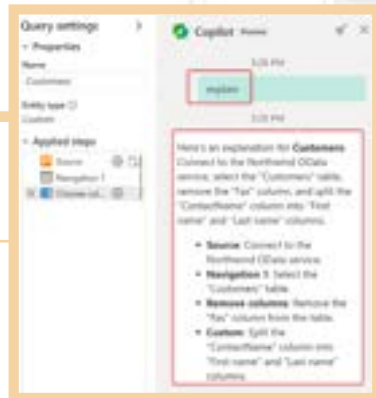 Query settings
Properties
Name
Customers
Entity type
Custom
Applied steps
Source
Navigation 1
Choose col...
Copilot Preview
3:20 PM
explain
3:20 PM
Here's an explanation for Customers:
Connect to the Northwind OData
service, select the "Customers" table,
remove the "Fax" column, and split the
"ContactName" column into "First
name" and "Last name" columns.
• Source: Connect to the
Northwind OData service.
• Navigation 1: Select the
"Customers" table.
• Remove columns: Remove the
"Fax" column from the table.
• Custom: Split the
"ContactName" column into
"First name" and "Last name"
columns.